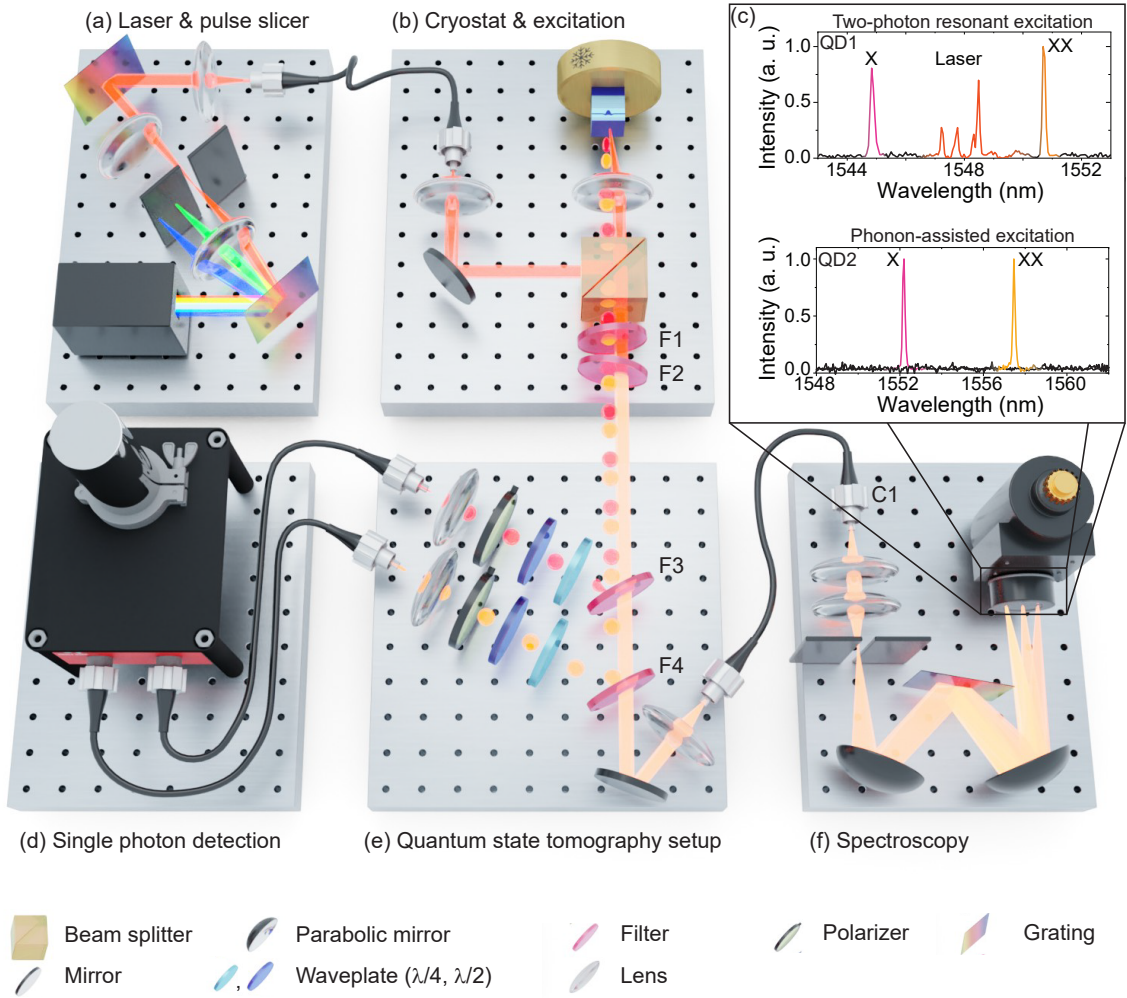 (a) Laser & pulse slicer
(b) Cryostat & excitation
(c)
Two-photon resonant excitation
QD1
X
Laser
XX
1.0
0.5
0.0
Intensity (a. u.)
1544
1548
1552
Wavelength (nm)
Phonon-assisted excitation
QD2
X
XX
1.0
0.5
0.0
Intensity (a. u.)
1548
1552
1556
1560
Wavelength (nm)
F1
F2
F3
F4
C1
(d) Single photon detection
(e) Quantum state tomography setup
(f) Spectroscopy
Beam splitter
Parabolic mirror
Filter
Polarizer
Grating
Mirror
, Waveplate (λ/4, λ/2)
Lens